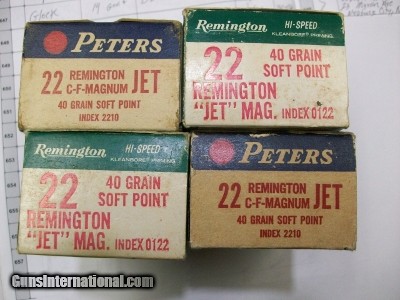 Glock
PETERS
22 REMINGTON JET
C-F-MAGNUM
40 GRAIN SOFT POINT
INDEX 2210
Remington HI-SPEED
KLEANBORE PRIMING
22 40 GRAIN
SOFT POINT
REMINGTON
"JET" MAG. INDEX 0122
Remington HI-SPEED
KLEANBORE PRIMING
22 40 GRAIN
SOFT POINT
REMINGTON
"JET" MAG. INDEX 0122
PETERS
22 REMINGTON JET
C-F-MAGNUM
40 GRAIN SOFT POINT
INDEX 2210
GunsInternational.com